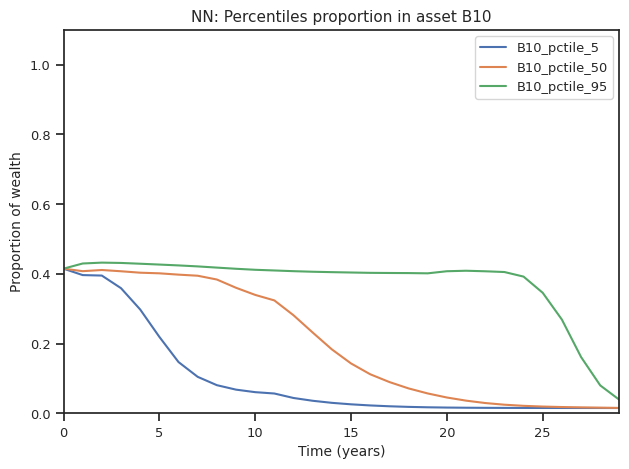 NN: Percentiles proportion in asset B10
B10_pctile_5
B10_pctile_50
B10_pctile_95
Proportion of wealth
1.0
0.8
0.6
0.4
0.2
0.0
0 5 10 15 20 25
Time (years)